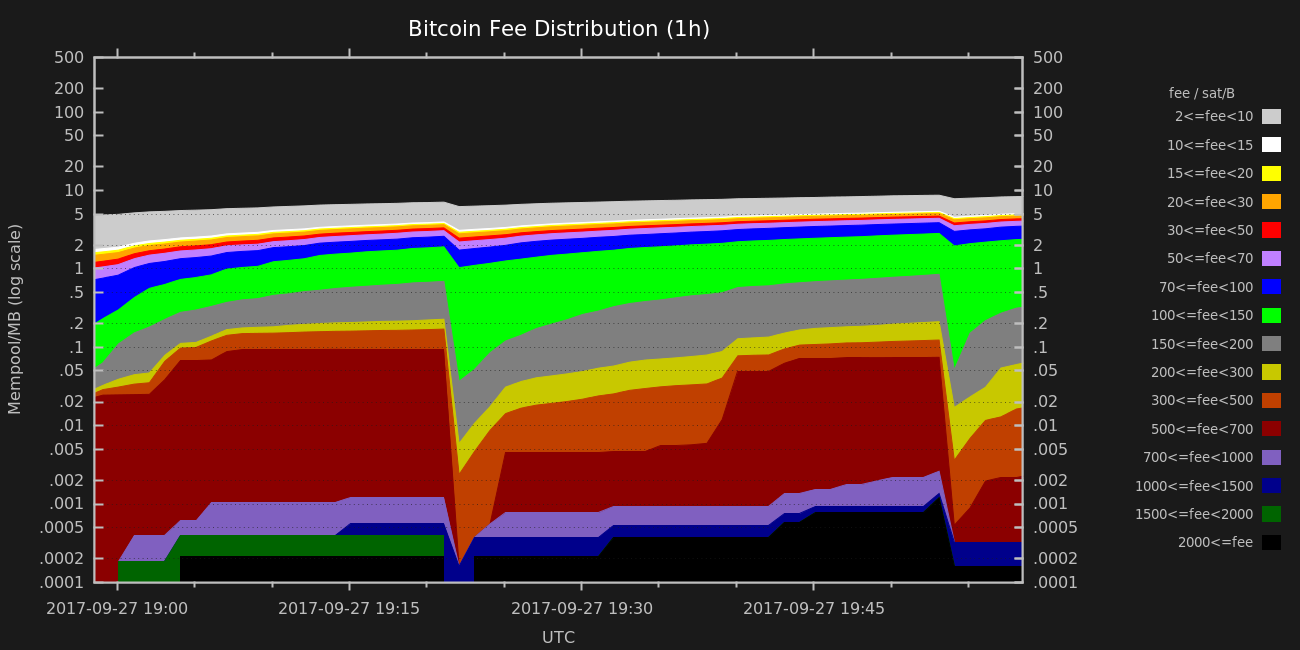 Bitcoin Fee Distribution (1h)
500 500
200 200
100 100
50 50
20 20
10 10
5 5
2 2
1 1
.5 .5
.2 .2
.1 .1
.05 .05
.02 .02
.01 .01
.005 .005
.002 .002
.001 .001
.0005 .0005
.0002 .0002
.0001 .0001
Mempool/MB (log scale)
2017-09-27 19:00 2017-09-27 19:15 2017-09-27 19:30 2017-09-27 19:45
UTC
fee / sat/B
2<=fee<10
10<=fee<15
15<=fee<20
20<=fee<30
30<=fee<50
50<=fee<70
70<=fee<100
100<=fee<150
150<=fee<200
200<=fee<300
300<=fee<500
500<=fee<700
700<=fee<1000
1000<=fee<1500
1500<=fee<2000
2000<=fee